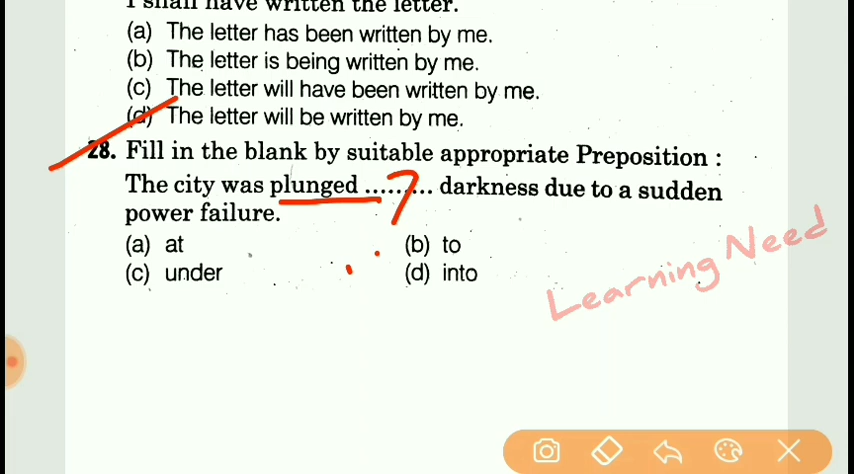 I shall have written the letter.
(a) The letter has been written by me.
(b) The letter is being written by me.
(c) The letter will have been written by me.
(d) The letter will be written by me.
28. Fill in the blank by suitable appropriate Preposition :
The city was plunged .......... darkness due to a sudden
power failure.
(a) at (b) to
(c) under (d) into
Learning Need